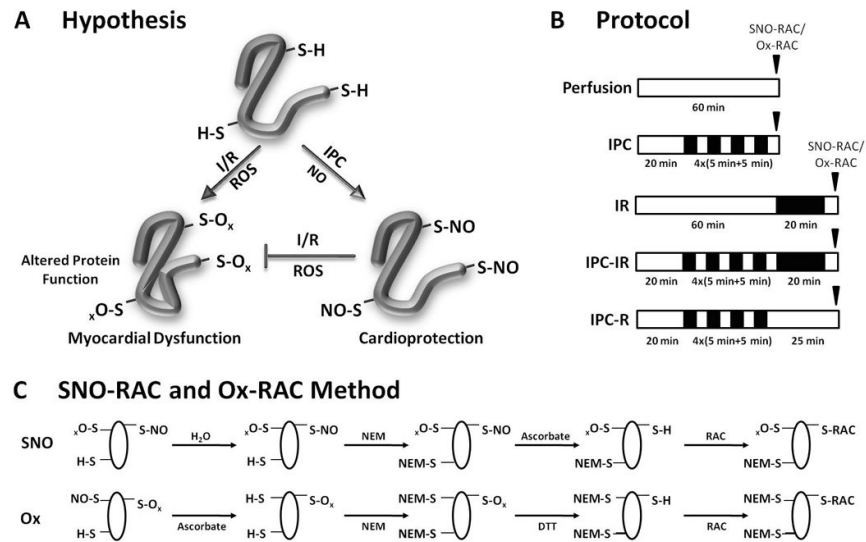 A Hypothesis
S-H
S-H
H-S
I/R
ROS
IPC
NO
S-Oₓ
S-Oₓ
ₓO-S
Altered Protein
Function
Myocardial Dysfunction
I/R
ROS
S-NO
S-NO
NO-S
Cardioprotection
B Protocol
SNO-RAC/
Ox-RAC
Perfusion
60 min
IPC
20 min 4x(5 min+5 min)
SNO-RAC/
Ox-RAC
IR
60 min 20 min
IPC-IR
20 min 4x(5 min+5 min) 20 min
IPC-R
20 min 4x(5 min+5 min) 25 min
C SNO-RAC and Ox-RAC Method
SNO
ₓO-S S-NO
H-S
H₂O
ₓO-S S-NO
H-S
NEM
ₓO-S S-NO
NEM-S
Ascorbate
ₓO-S S-H
NEM-S
RAC
ₓO-S S-RAC
NEM-S
Ox
NO-S S-Oₓ
H-S
Ascorbate
H-S S-Oₓ
H-S
NEM
NEM-S S-Oₓ
NEM-S
DTT
NEM-S S-H
NEM-S
RAC
NEM-S S-RAC
NEM-S